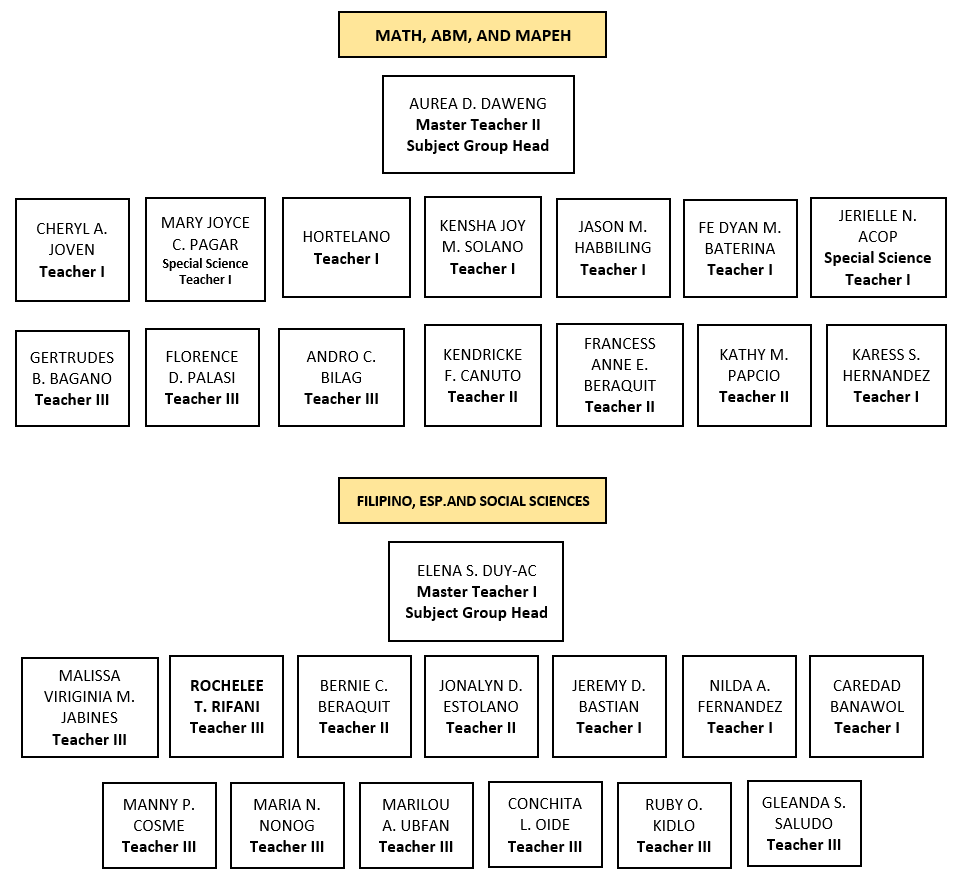 MATH, ABM, AND MAPEH
AUREA D. DAWENG
Master Teacher II
Subject Group Head
CHERYL A.
JOVEN
Teacher I
MARY JOYCE
C. PAGAR
Special Science
Teacher I
HORTELANO
Teacher I
KENSHA JOY
M. SOLANO
Teacher I
JASON M.
HABBILING
Teacher I
FE DYAN M.
BATERINA
Teacher I
JERIELLE N.
ACOP
Special Science
Teacher I
GERTRUDES
B. BAGANO
Teacher III
FLORENCE
D. PALASI
Teacher III
ANDRO C.
BILAG
Teacher III
KENDRICKE
F. CANUTO
Teacher II
FRANCESS
ANNE E.
BERAQUIT
Teacher II
KATHY M.
PAPCIO
Teacher II
KARESS S.
HERNANDEZ
Teacher I
FILIPINO, ESP.AND SOCIAL SCIENCES
ELENA S. DUY-AC
Master Teacher I
Subject Group Head
MALISSA
VIRIGINIA M.
JABINES
Teacher III
ROCHELEE
T. RIFANI
Teacher III
BERNIE C.
BERAQUIT
Teacher II
JONALYN D.
ESTOLANO
Teacher II
JEREMY D.
BASTIAN
Teacher I
NILDA A.
FERNANDEZ
Teacher I
CAREDAD
BANAWOL
Teacher I
MANNY P.
COSME
Teacher III
MARIA N.
NONOG
Teacher III
MARILOU
A. UBFAN
Teacher III
CONCHITA
L. OIDE
Teacher III
RUBY O.
KIDLO
Teacher III
GLEANDA S.
SALUDO
Teacher III